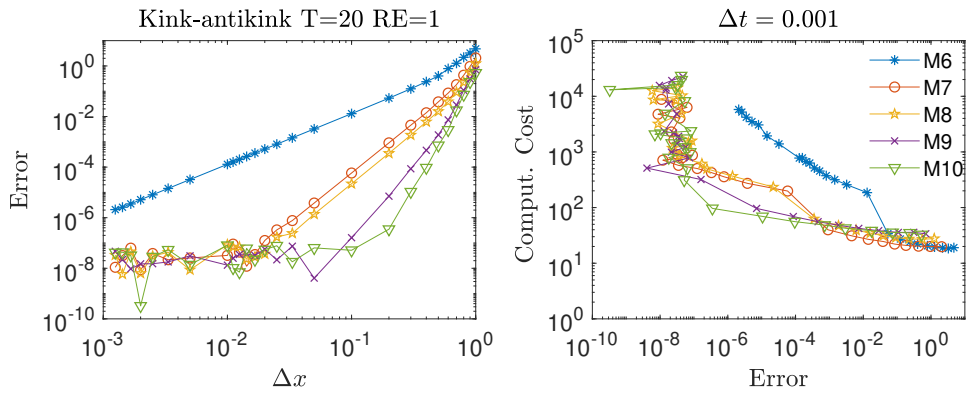 Kink-antikink T=20 RE=1
Error
10^0
10^-2
10^-4
10^-6
10^-8
10^-10
10^-3
10^-2
10^-1
10^0
Δx
Δt = 0.001
Comput. Cost
10^5
10^4
10^3
10^2
10^1
10^0
10^-10
10^-8
10^-6
10^-4
10^-2
10^0
Error
M6
M7
M8
M9
M10